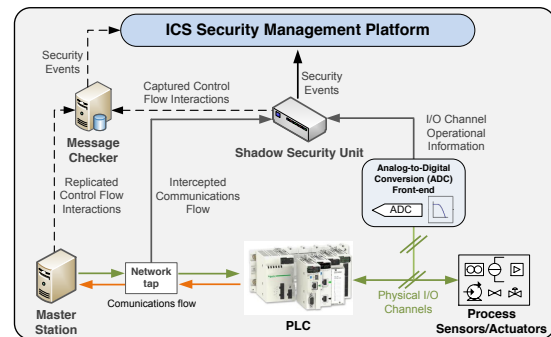 ICS Security Management Platform
Security
Events
Captured Control
Flow Interactions
Security
Events
Message
Checker
Shadow Security Unit
I/O Channel
Operational
Information
Analog-to-Digital
Conversion (ADC)
Front-end
ADC
Replicated
Control Flow
Interactions
Intercepted
Communications
Flow
Network
tap
Master
Station
Comunications flow
PLC
Physical I/O
Channels
Process
Sensors/Actuators